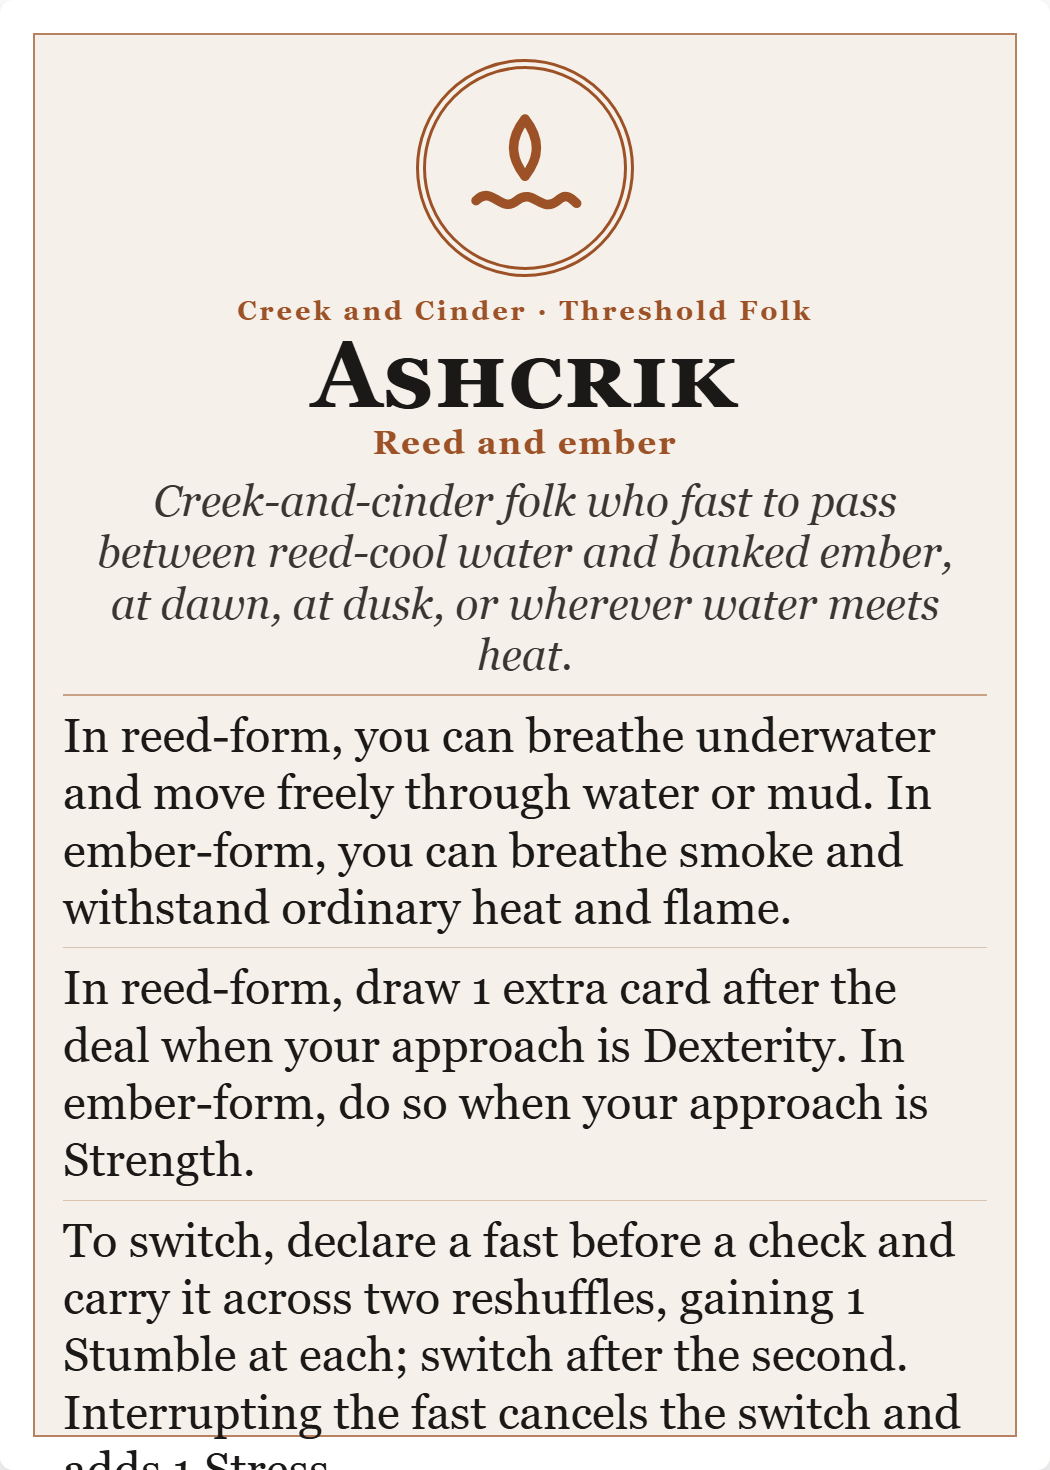 Creek and Cinder · Threshold Folk
Ashcrik
Reed and ember
Creek-and-cinder folk who fast to pass
between reed-cool water and banked ember,
at dawn, at dusk, or wherever water meets
heat.
In reed-form, you can breathe underwater
and move freely through water or mud. In
ember-form, you can breathe smoke and
withstand ordinary heat and flame.
In reed-form, draw 1 extra card after the
deal when your approach is Dexterity. In
ember-form, do so when your approach is
Strength.
To switch, declare a fast before a check and
carry it across two reshuffles, gaining 1
Stumble at each; switch after the second.
Interrupting the fast cancels the switch and
adds 1 Stress